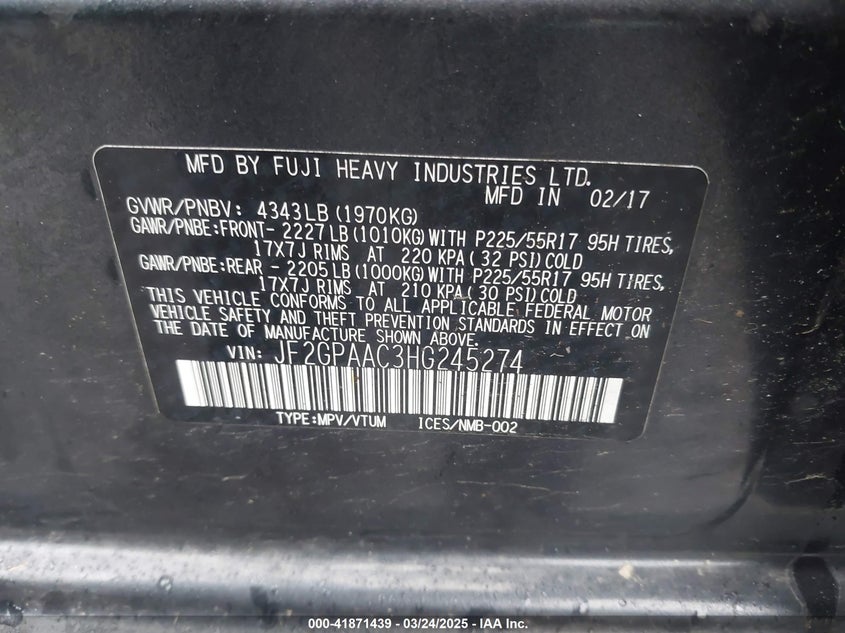 MFD BY FUJI HEAVY INDUSTRIES LTD.
MFD IN 02/17
GVWR/PNBV: 4343LB(1970KG)
GAWR/PNBE:FRONT- 2227LB(1010KG)WITH P225/55R17 95H TIRES,
17X7J RIMS AT 220 KPA(32 PSI)COLD
GAWR/PNBE:REAR - 2205LB(1000KG)WITH P225/55R17 95H TIRES,
17X7J RIMS AT 210 KPA(30 PSI)COLD
THIS VEHICLE CONFORMS TO ALL APPLICABLE FEDERAL MOTOR
VEHICLE SAFETY AND THEFT PREVENTION STANDARDS IN EFFECT ON
THE DATE OF MANUFACTURE SHOWN ABOVE.
VIN: JF2GPAAC3HG245274
TYPE:MPV/VTUM ICES/NMB-002
000-41871439 - 03/24/2025 - IAA Inc.